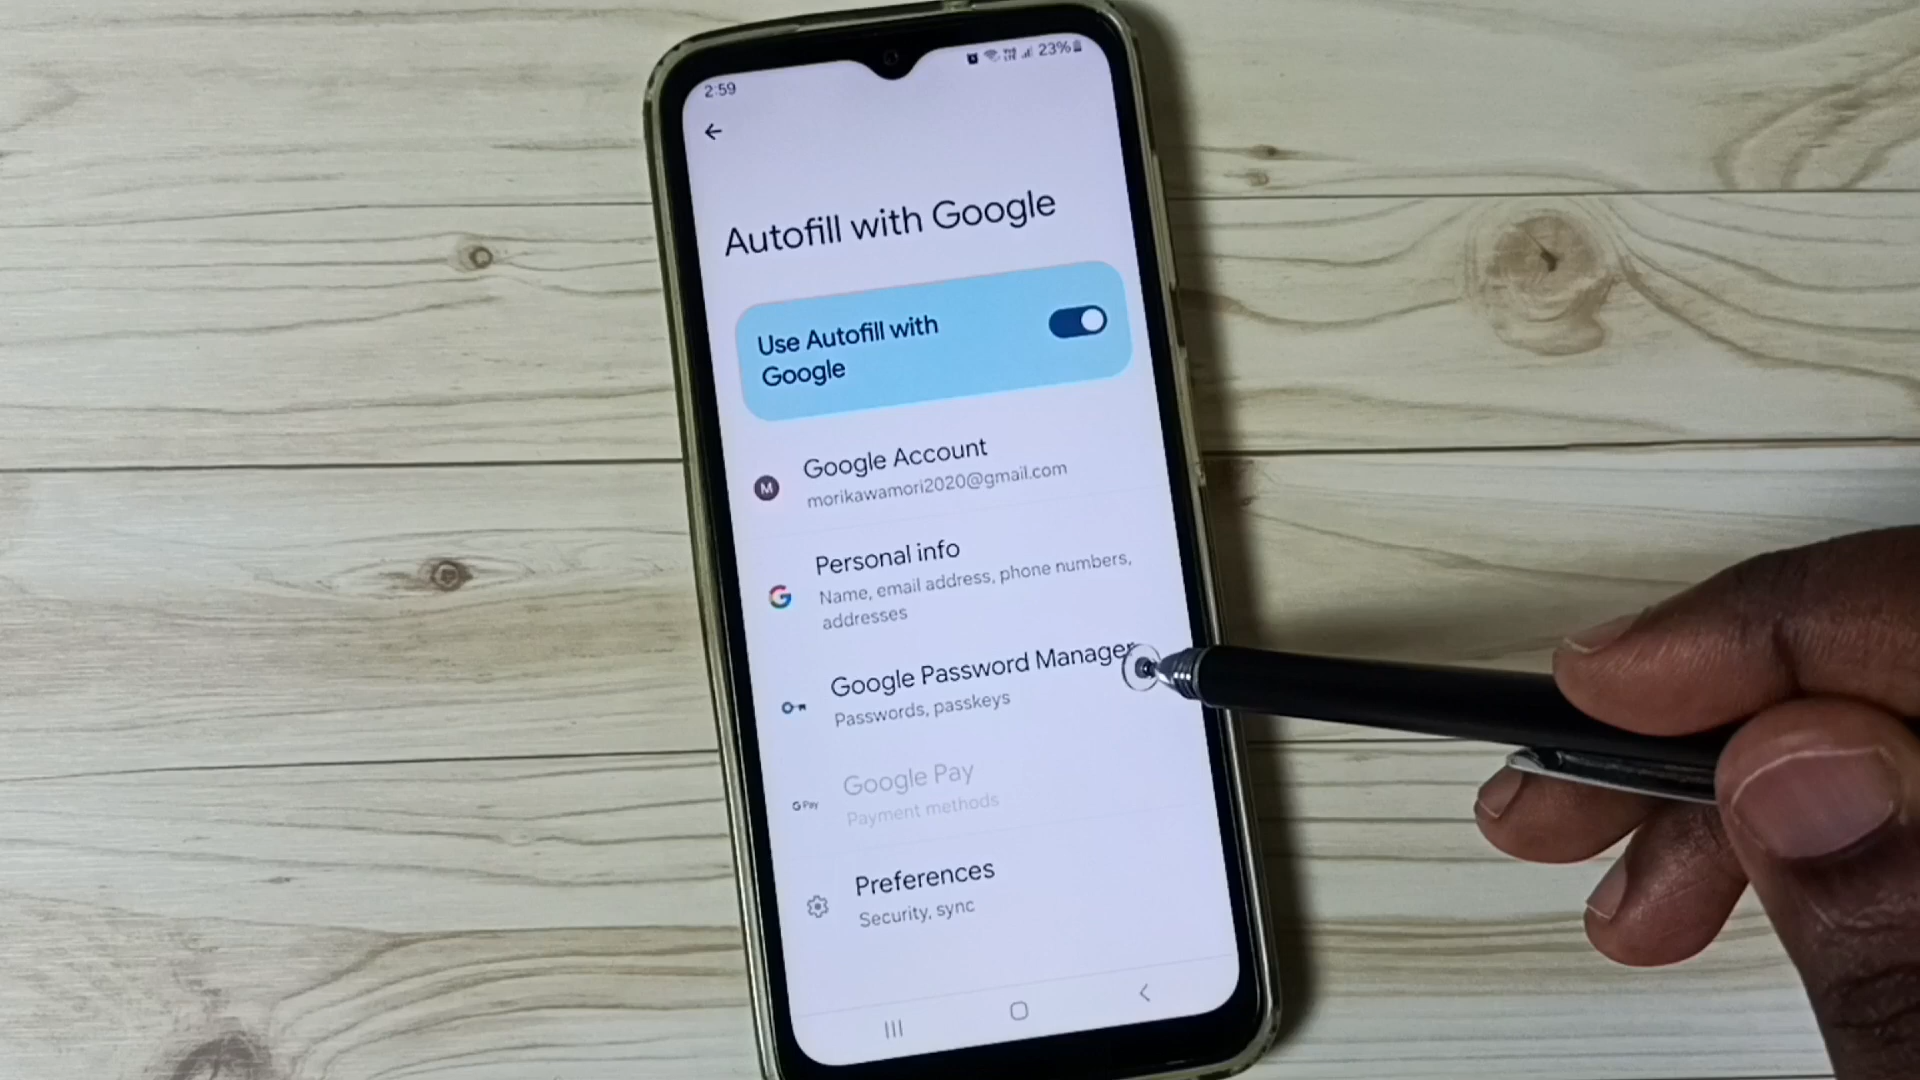 2:59
23%
Autofill with Google
Use Autofill with
Google
M
Google Account
morikawamori2020@gmail.com
Personal info
Name, email address, phone numbers,
addresses
Google Password Manager
Passwords, passkeys
Google Pay
G Pay
Payment methods
Preferences
Security, sync